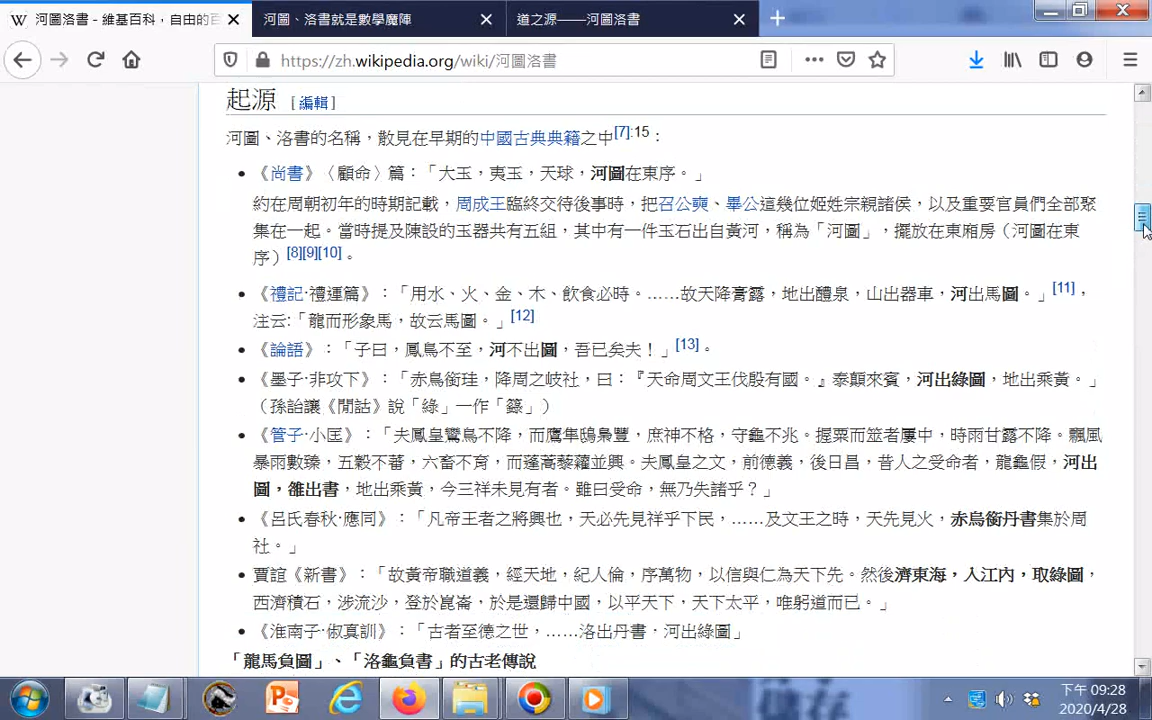 河圖洛書 - 維基百科，自由的百
河圖、洛書就是數學魔陣
道之源——河圖洛書
https://zh.wikipedia.org/wiki/河圖洛書
起源 [編輯]
河圖、洛書的名稱，散見在早期的中國古典典籍之中[7]:15：
《尚書》〈顧命〉篇：「大玉，夷玉，天球，河圖在東序。」
約在周朝初年的時期記載，周成王臨終交待後事時，把召公奭、畢公這幾位姬姓宗親諸侯，以及重要官員們全部聚
集在一起。當時提及陳設的玉器共有五組，其中有一件玉石出自黃河，稱為「河圖」，擺放在東廂房（河圖在東
序）[8][9][10]。
《禮記·禮運篇》：「用水、火、金、木、飲食必時。……故天降膏露，地出醴泉，山出器車，河出馬圖。」[11]，
注云:「龍而形象馬，故云馬圖。」[12]
《論語》：「子曰，鳳鳥不至，河不出圖，吾已矣夫！」[13]。
《墨子·非攻下》：「赤鳥銜珪，降周之岐社，曰：『天命周文王伐殷有國。』泰顛來賓，河出綠圖，地出乘黃。」
（孫詒讓《閒詁》說「綠」一作「籙」）
《管子·小匡》：「夫鳳皇鸞鳥不降，而鷹隼鴟梟豐，庶神不格，守龜不兆。握粟而筮者屢中，時雨甘露不降。飄風
暴雨數臻，五穀不蕃，六畜不育，而蓬蒿藜藋並興。夫鳳皇之文，前德義，後日昌，昔人之受命者，龍龜假，河出
圖，雒出書，地出乘黃，今三祥未見有者。雖曰受命，無乃失諸乎？」
《呂氏春秋·應同》：「凡帝王者之將興也，天必先見祥乎下民，……及文王之時，天先見火，赤烏銜丹書集於周
社。」
賈誼《新書》：「故黃帝職道義，經天地，紀人倫，序萬物，以信與仁為天下先。然後濟東海，入江內，取綠圖，
西濟積石，涉流沙，登於崑崙，於是還歸中國，以平天下，天下太平，唯躬道而已。」
《淮南子·俶真訓》：「古者至德之世，……洛出丹書．河出綠圖」
「龍馬負圖」、「洛龜負書」的古老傳說
下午 09:28
2020/4/28